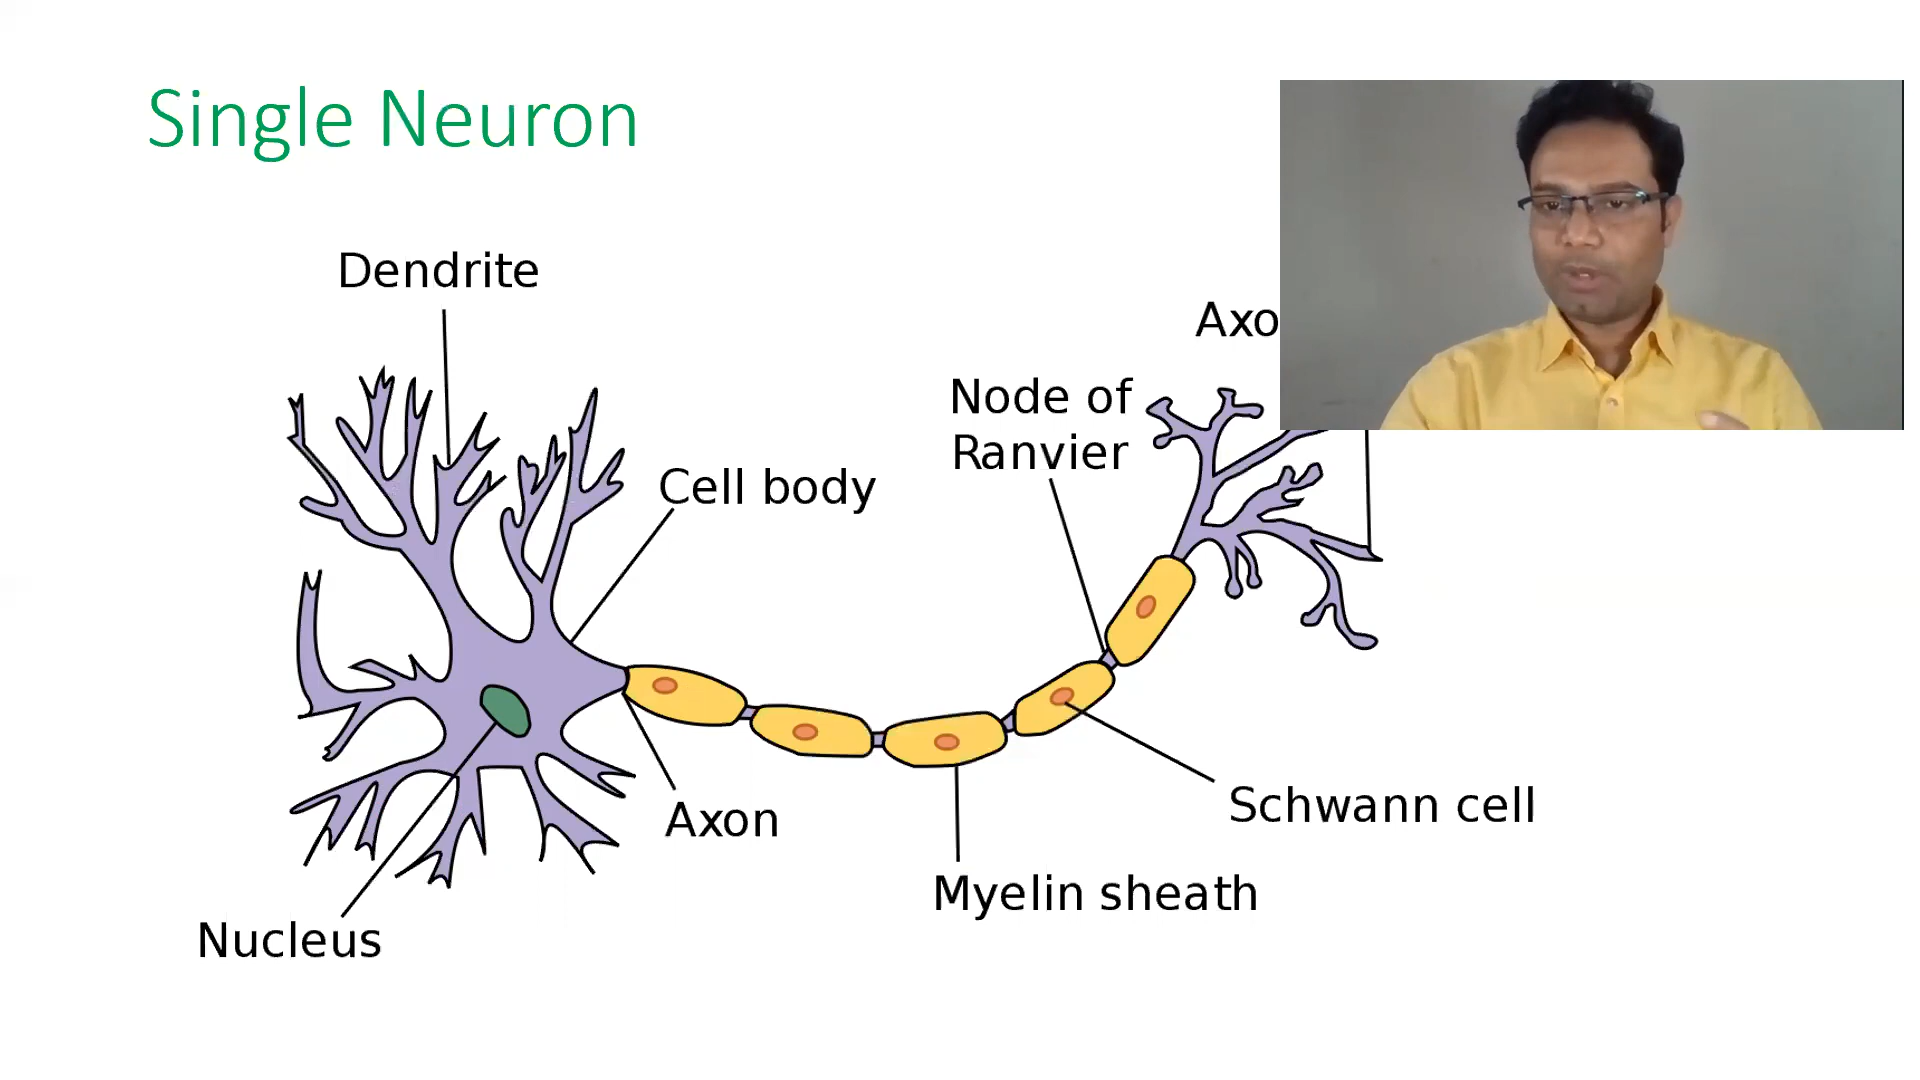 Single Neuron
Dendrite
Axo
Node of
Ranvier
Cell body
Axon
Schwann cell
Myelin sheath
Nucleus